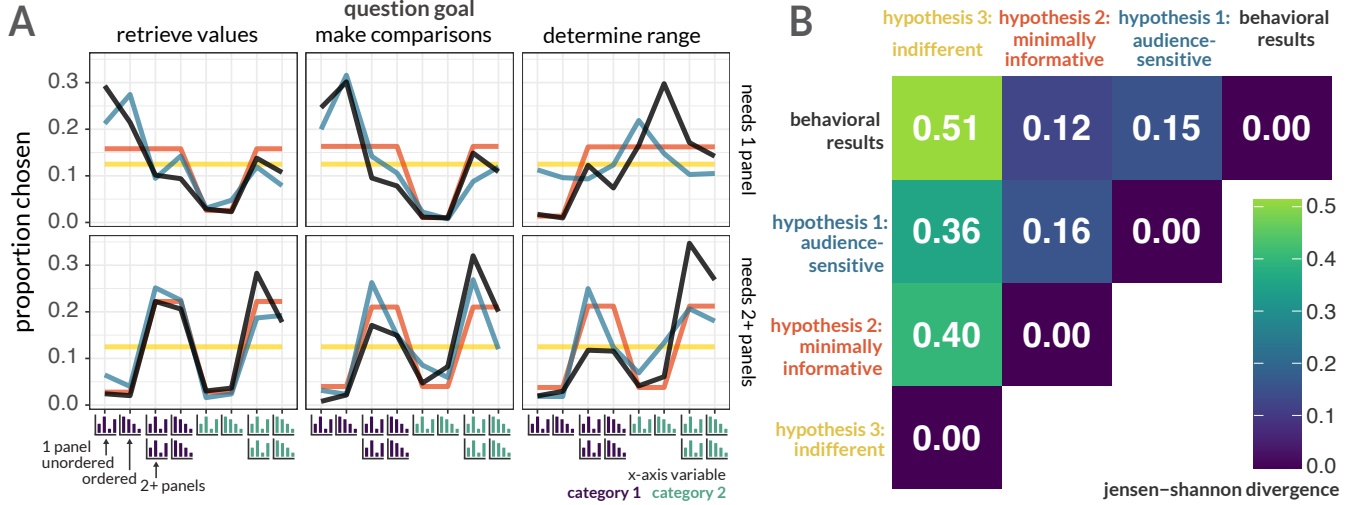 A
question goal
retrieve values
make comparisons
determine range
proportion chosen
0.3
0.2
0.1
0.0
needs 1 panel
0.3
0.2
0.1
0.0
needs 2+ panels
1 panel
unordered
ordered
2+ panels
x-axis variable
category 1 category 2
B
hypothesis 3:
indifferent
hypothesis 2:
minimally
informative
hypothesis 1:
audience-
sensitive
behavioral
results
behavioral
results
0.51 0.12 0.15 0.00
hypothesis 1:
audience-
sensitive
0.36 0.16 0.00
hypothesis 2:
minimally
informative
0.40 0.00
hypothesis 3:
indifferent
0.00
0.5
0.4
0.3
0.2
0.1
0.0
jensen–shannon divergence